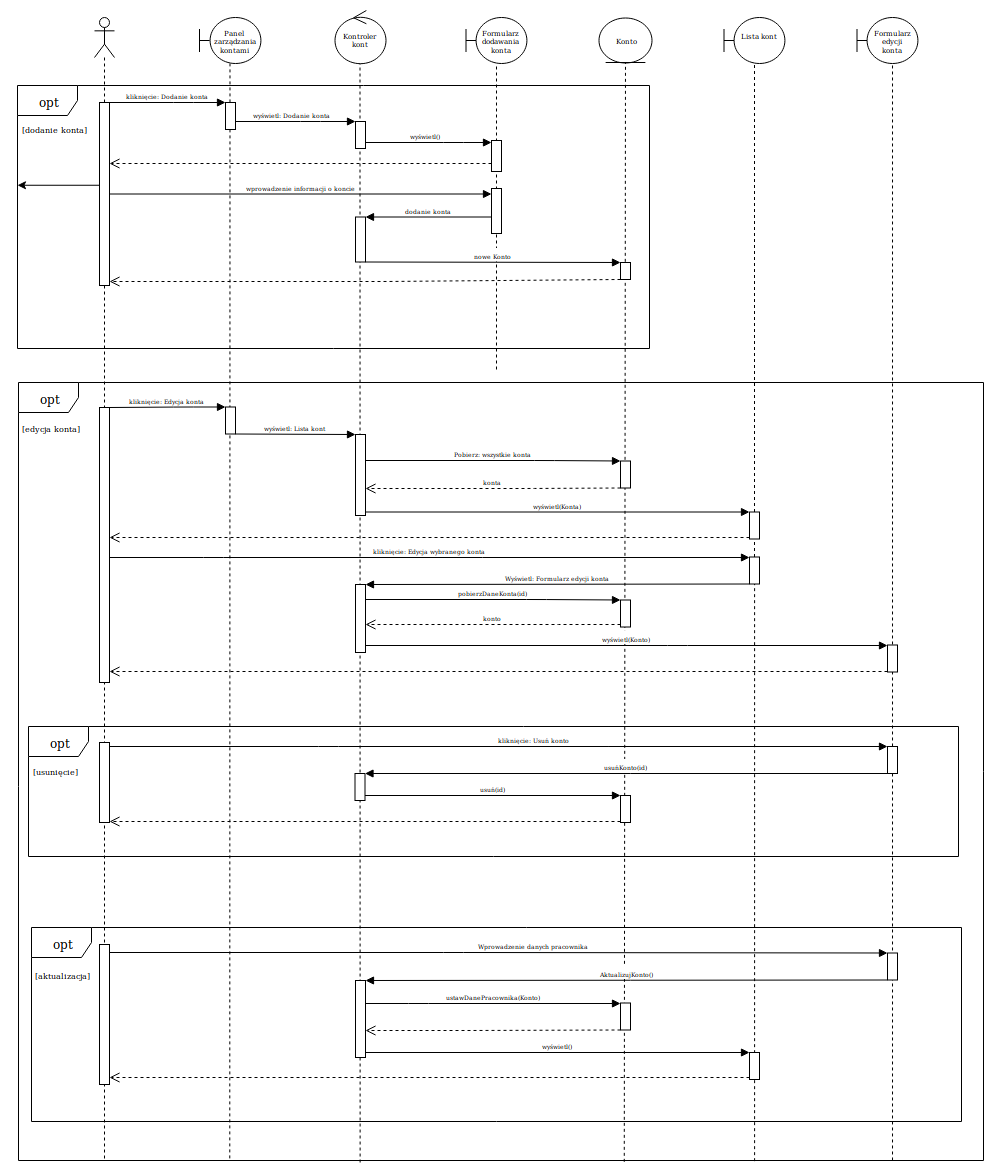 Panel
zarządzania
kontami
Kontroler
kont
Formularz
dodawania
konta
Konto
Lista kont
Formularz
edycji
konta
opt
[dodanie konta]
kliknięcie: Dodanie konta
wyświetl: Dodanie konta
wyświetl()
wprowadzenie informacji o koncie
dodanie konta
nowe Konto
opt
[edycja konta]
kliknięcie: Edycja konta
wyświetl: Lista kont
Pobierz: wszystkie konta
konta
wyświetl(Konta)
kliknięcie: Edycja wybranego konta
Wyświetl: Formularz edycji konta
pobierzDaneKonta(id)
konto
wyświetl(Konto)
opt
[usunięcie]
kliknięcie: Usuń konto
usuńKonto(id)
usuń(id)
opt
[aktualizacja]
Wprowadzenie danych pracownika
AktualizujKonto()
ustawDanePracownika(Konto)
wyświetl()